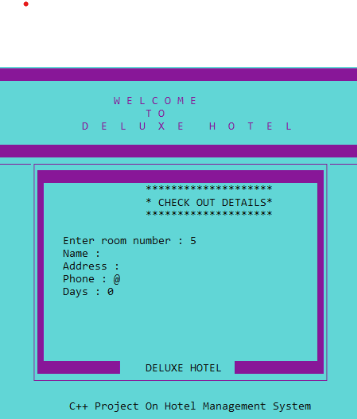 W E L C O M E
T O
D E L U X E H O T E L
********************
* CHECK OUT DETAILS*
********************
Enter room number : 5
Name :
Address :
Phone : @
Days : 0
DELUXE HOTEL
C++ Project On Hotel Management System